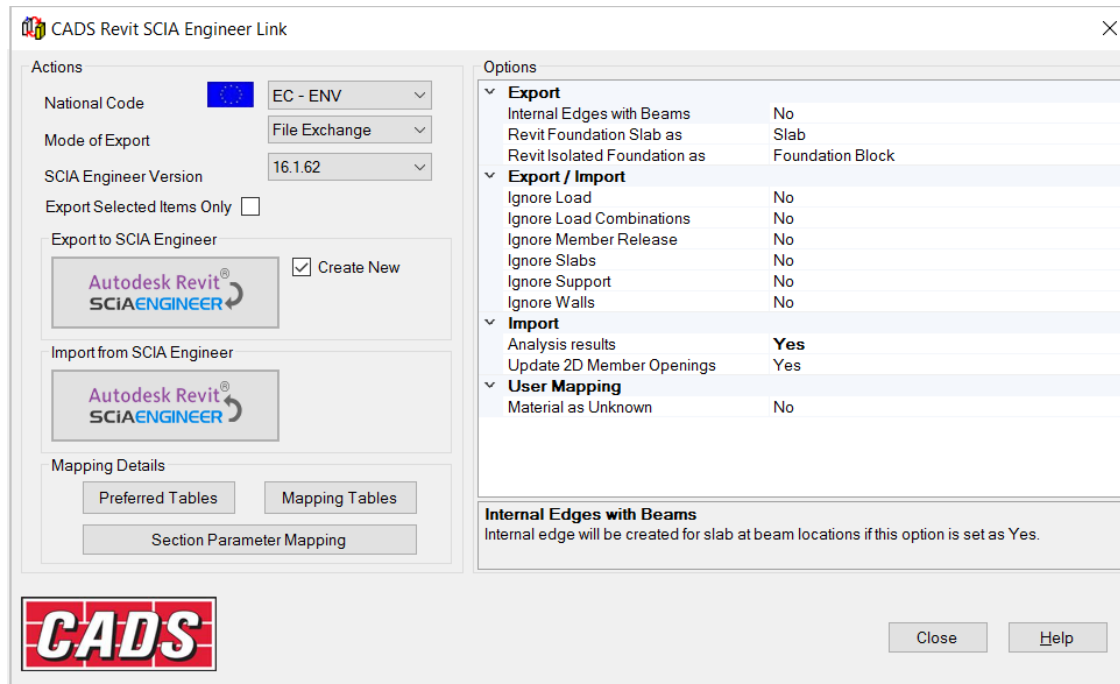 CADS Revit SCIA Engineer Link
Actions
National Code
EC - ENV
Mode of Export
File Exchange
SCIA Engineer Version
16.1.62
Export Selected Items Only
Export to SCIA Engineer
Autodesk Revit®
SCiAENGINEER
Create New
Import from SCIA Engineer
Autodesk Revit®
SCiAENGINEER
Mapping Details
Preferred Tables
Mapping Tables
Section Parameter Mapping
Options
Export
Internal Edges with Beams No
Revit Foundation Slab as Slab
Revit Isolated Foundation as Foundation Block
Export / Import
Ignore Load No
Ignore Load Combinations No
Ignore Member Release No
Ignore Slabs No
Ignore Support No
Ignore Walls No
Import
Analysis results Yes
Update 2D Member Openings Yes
User Mapping
Material as Unknown No
Internal Edges with Beams
Internal edge will be created for slab at beam locations if this option is set as Yes.
CADS
Close
Help